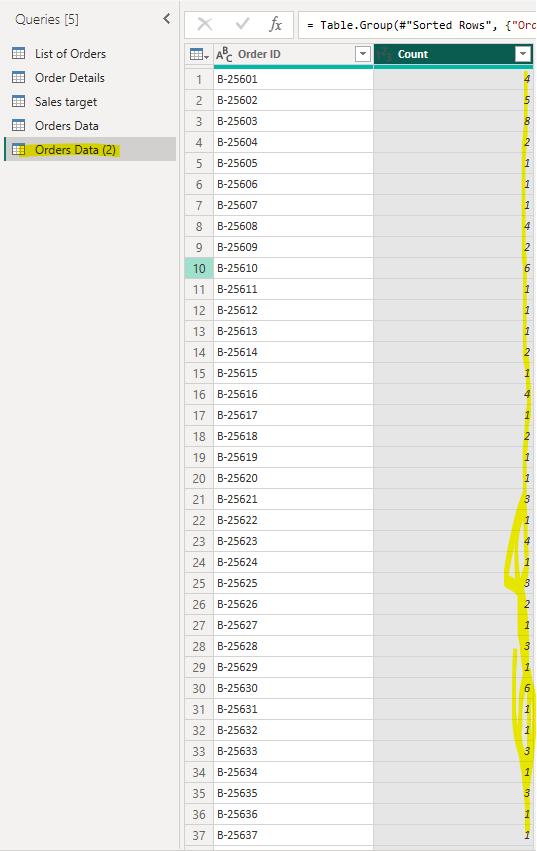 Queries [5]
List of Orders
Order Details
Sales target
Orders Data
Orders Data (2)
fx = Table.Group(#"Sorted Rows", {"Ord
ABC Order ID 123 Count
1 B-25601 4
2 B-25602 5
3 B-25603 8
4 B-25604 2
5 B-25605 1
6 B-25606 1
7 B-25607 1
8 B-25608 4
9 B-25609 2
10 B-25610 6
11 B-25611 1
12 B-25612 1
13 B-25613 1
14 B-25614 2
15 B-25615 1
16 B-25616 4
17 B-25617 1
18 B-25618 2
19 B-25619 1
20 B-25620 1
21 B-25621 3
22 B-25622 1
23 B-25623 4
24 B-25624 1
25 B-25625 3
26 B-25626 2
27 B-25627 1
28 B-25628 3
29 B-25629 1
30 B-25630 6
31 B-25631 1
32 B-25632 1
33 B-25633 3
34 B-25634 1
35 B-25635 3
36 B-25636 1
37 B-25637 1